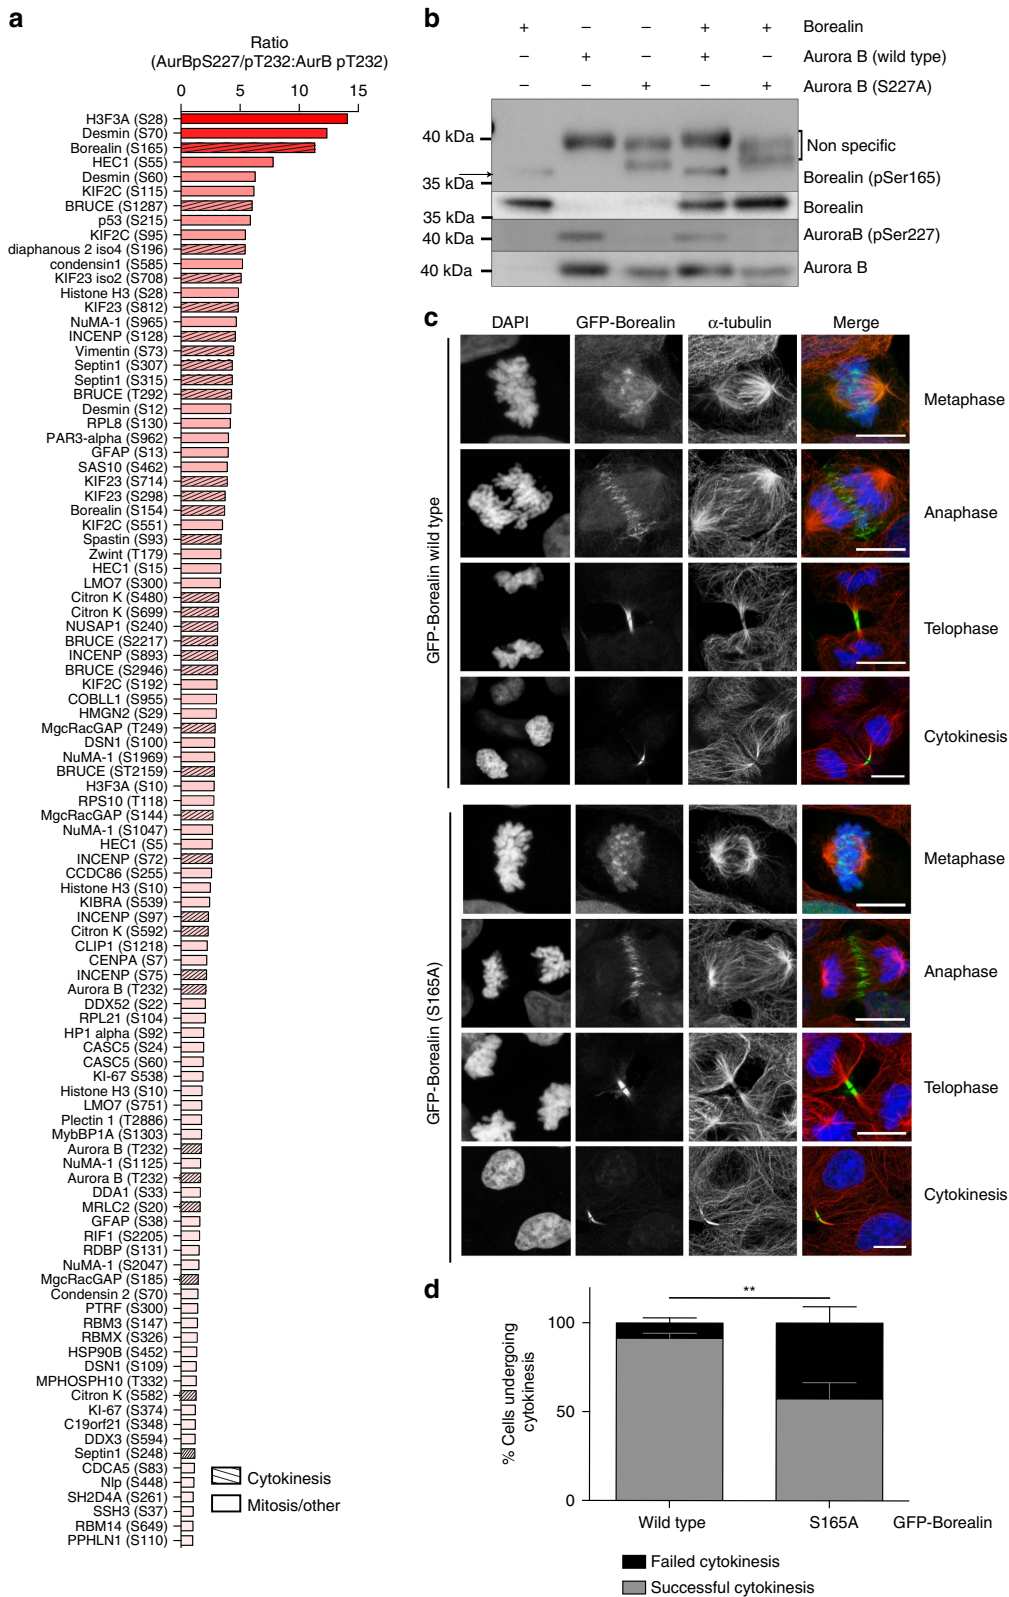 a
Ratio
(AurBpS227/pT232:AurB pT232)
0 5 10 15
H3F3A (S28)
Desmin (S70)
Borealin (S165)
HEC1 (S55)
Desmin (S60)
KIF2C (S115)
BRUCE (S1287)
p53 (S215)
KIF2C (S95)
diaphanous 2 iso4 (S196)
condensin1 (S585)
KIF23 iso2 (S708)
Histone H3 (S28)
KIF23 (S812)
NuMA-1 (S965)
INCENP (S128)
Vimentin (S73)
Septin1 (S307)
Septin1 (S315)
BRUCE (T292)
Desmin (S12)
RPL8 (S130)
PAR3-alpha (S962)
GFAP (S13)
SAS10 (S462)
KIF23 (S714)
KIF23 (S298)
Borealin (S154)
KIF2C (S551)
Spastin (S93)
Zwint (T179)
HEC1 (S15)
LMO7 (S300)
Citron K (S480)
Citron K (S699)
NUSAP1 (S240)
BRUCE (S2217)
INCENP (S893)
BRUCE (S2946)
KIF2C (S192)
COBLL1 (S955)
HMGN2 (S29)
MgcRacGAP (T249)
DSN1 (S100)
NuMA-1 (S1969)
BRUCE (ST2159)
H3F3A (S10)
RPS10 (T118)
MgcRacGAP (S144)
NuMA-1 (S1047)
HEC1 (S5)
INCENP (S72)
CCDC86 (S255)
Histone H3 (S10)
KIBRA (S539)
INCENP (S97)
Citron K (S592)
CLIP1 (S1218)
CENPA (S7)
INCENP (S75)
Aurora B (T232)
DDX52 (S22)
RPL21 (S104)
HP1 alpha (S92)
CASC5 (S24)
CASC5 (S60)
KI-67 S538)
Histone H3 (S10)
LMO7 (S751)
Plectin 1 (T2886)
MybBP1A (S1303)
Aurora B (T232)
NuMA-1 (S1125)
Aurora B (T232)
DDA1 (S33)
MRLC2 (S20)
GFAP (S38)
RIF1 (S2205)
RDBP (S131)
NuMA-1 (S2047)
MgcRacGAP (S185)
Condensin 2 (S70)
PTRF (S300)
RBM3 (S147)
RBMX (S326)
HSP90B (S452)
DSN1 (S109)
MPHOSPH10 (T332)
Citron K (S582)
KI-67 (S374)
C19orf21 (S348)
DDX3 (S594)
Septin1 (S248)
CDCA5 (S83)
Nlp (S448)
SH2D4A (S261)
SSH3 (S37)
RBM14 (S649)
PPHLN1 (S110)
Cytokinesis
Mitosis/other
b
+ − − + + Borealin
− + − + − Aurora B (wild type)
− − + − + Aurora B (S227A)
40 kDa
Non specific
35 kDa
Borealin (pSer165)
Borealin
35 kDa
40 kDa
AuroraB (pSer227)
40 kDa
Aurora B
c
DAPI GFP-Borealin α-tubulin Merge
GFP-Borealin wild type
Metaphase
Anaphase
Telophase
Cytokinesis
GFP-Borealin (S165A)
Metaphase
Anaphase
Telophase
Cytokinesis
d
% Cells undergoing
cytokinesis
100
50
0
**
Wild type S165A GFP-Borealin
Failed cytokinesis
Successful cytokinesis